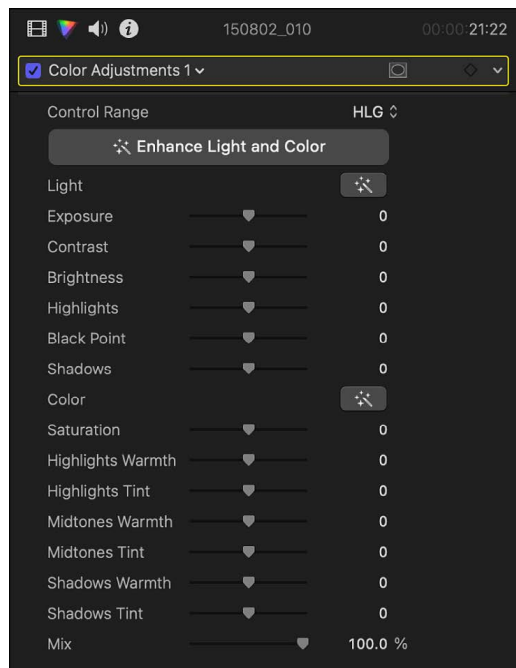 150802_010 00:00:21:22
Color Adjustments 1
Control Range HLG
Enhance Light and Color
Light
Exposure 0
Contrast 0
Brightness 0
Highlights 0
Black Point 0
Shadows 0
Color
Saturation 0
Highlights Warmth 0
Highlights Tint 0
Midtones Warmth 0
Midtones Tint 0
Shadows Warmth 0
Shadows Tint 0
Mix 100.0 %